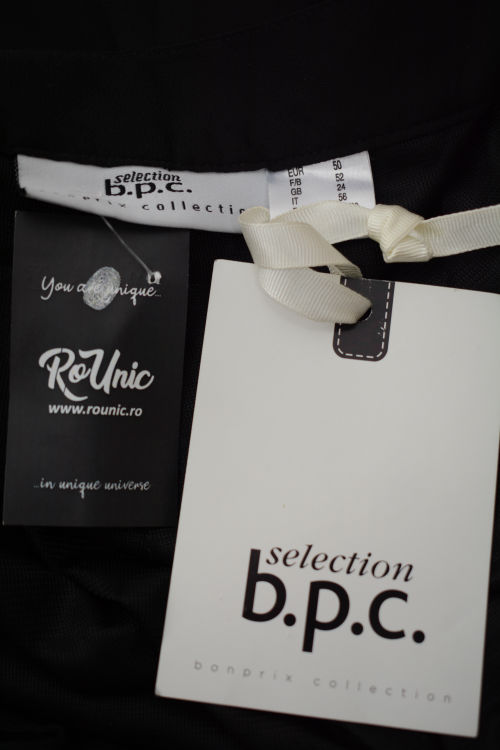 selection
b.p.c.
bonprix collectio
EUR 50
F/B 52
GB 24
IT 56
You are unique...
RoUnic
www.rounic.ro
...in unique universe
selection
b.p.c.
bonprix collection